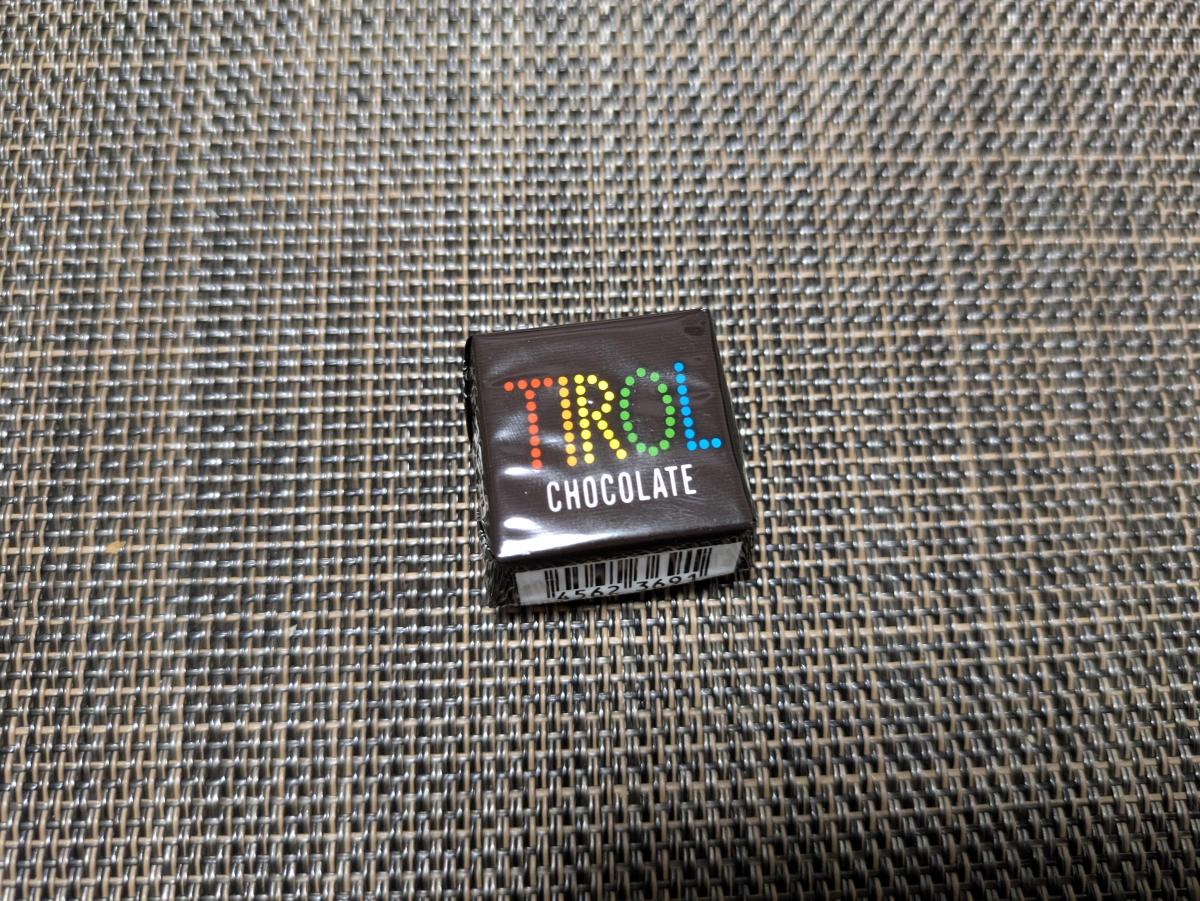 TIROL
CHOCOLATE
4562 3691